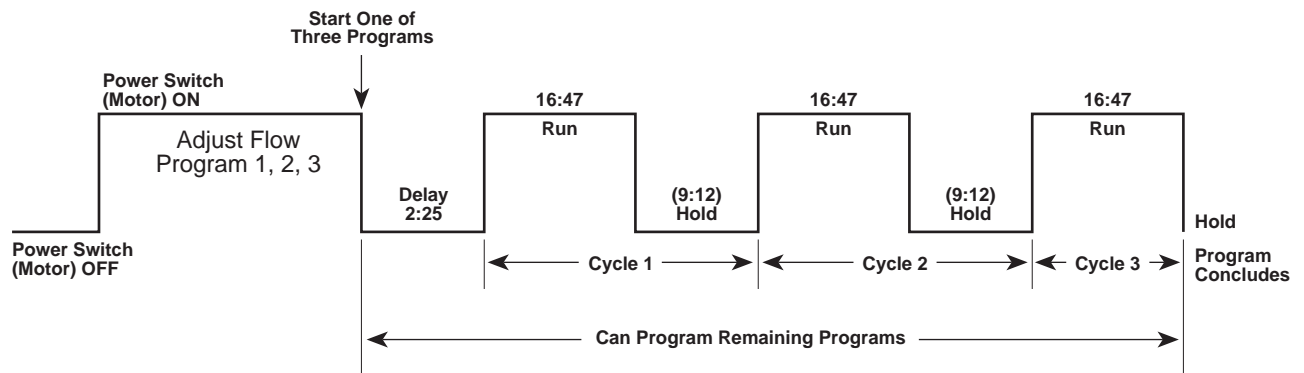 Start One of
Three Programs
Power Switch
(Motor) ON
16:47
16:47
16:47
Run
Run
Run
Adjust Flow
Program 1, 2, 3
Delay
2:25
(9:12)
Hold
(9:12)
Hold
Hold
Power Switch
(Motor) OFF
Cycle 1
Cycle 2
Cycle 3
Program
Concludes
Can Program Remaining Programs